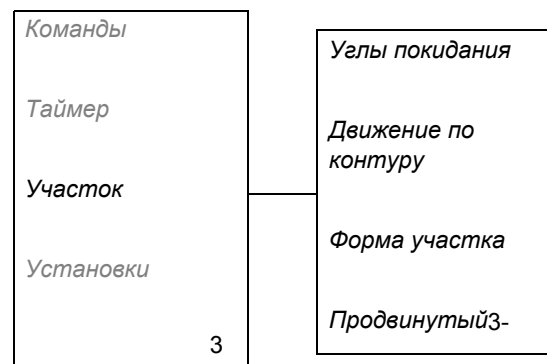 Команды
Таймер
Участок
Установки
3
Углы покидания
Движение по
контуру
Форма участка
Продвинутый3-